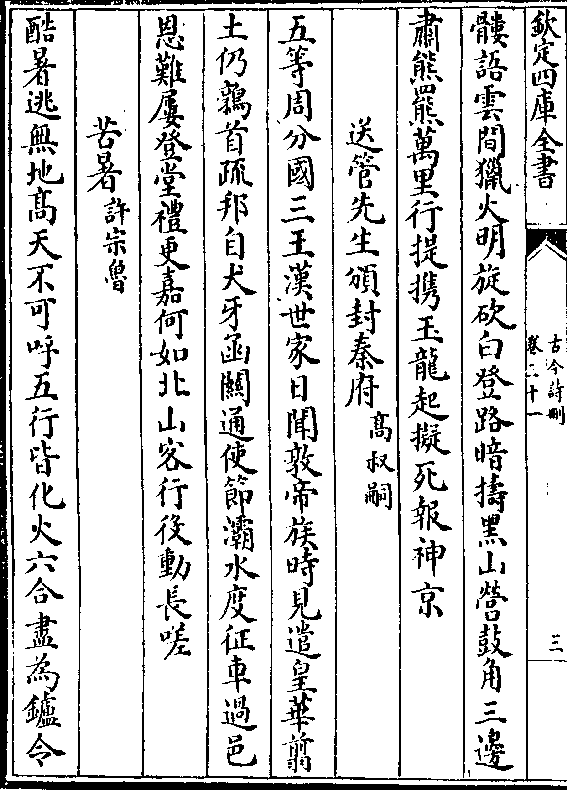 欽定四庫全書
古今詩刪
卷二十一
三
髏語雲間獵火明旋砍白登路暗擣黑山營鼓角三邊
肅熊羆萬里行提攜玉龍起擬死報神京
送管先生頒封秦府
高叔嗣
五等周分國三王漢世家日聞敦帝族時見遣皇華翦
土仍鶉首疏邦自犬牙函關通使節灞水度征車過邑
恩難屢登堂禮更嘉何如北山客行役動長嗟
苦暑
許宗魯
酷暑逃無地高天不可呼五行皆化火六合盡為鑪令